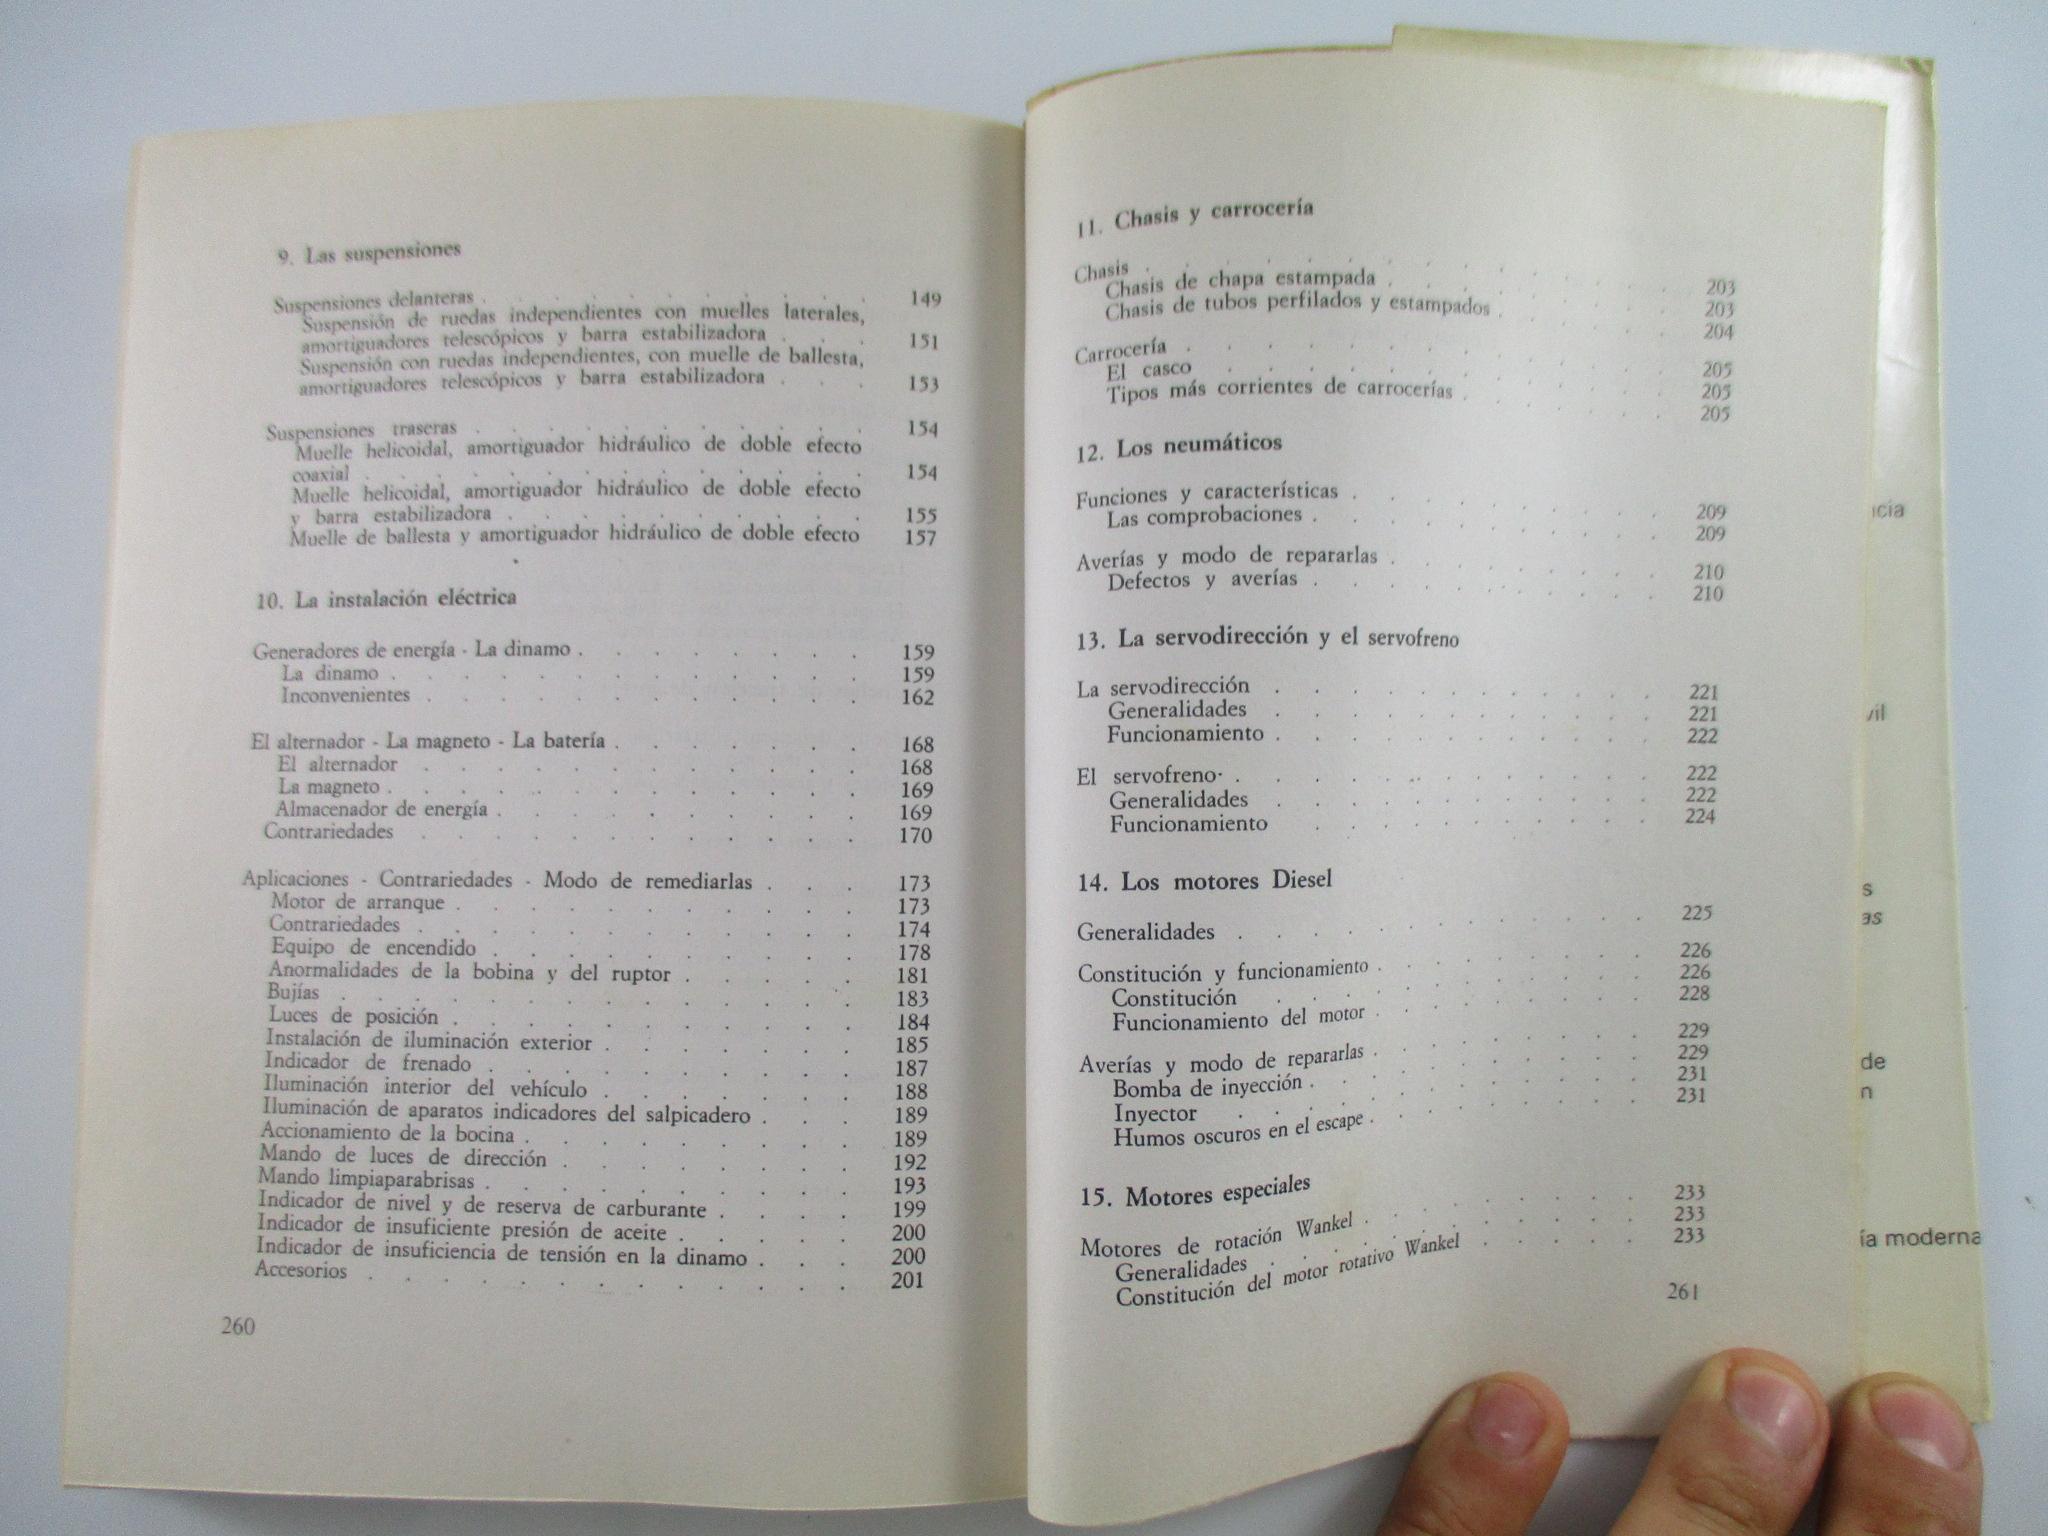 9. Las suspensiones
Suspensiones delanteras . . . . . . 149
Suspensión de ruedas independientes con muelles laterales,
amortiguadores telescópicos y barra estabilizadora . . . 151
Suspensión con ruedas independientes, con muelle de ballesta,
amortiguadores telescópicos y barra estabilizadora . . . 153
Suspensiones traseras . . . . . . . . 154
Muelle helicoidal, amortiguador hidráulico de doble efecto
coaxial . . . . . . . . . . 154
Muelle helicoidal, amortiguador hidráulico de doble efecto
y barra estabilizadora . . . . . . . . 155
Muelle de ballesta y amortiguador hidráulico de doble efecto 157
10. La instalación eléctrica
Generadores de energía - La dinamo . . . . . . . . 159
La dinamo . . . . . . . . . . . 159
Inconvenientes . . . . . . . . . . . 162
El alternador - La magneto - La batería . . . . . . . 168
El alternador . . . . . . . . . . . 168
La magneto . . . . . . . . . . . 169
Almacenador de energía . . . . . . . . . 169
Contrariedades . . . . . . . . . . . 170
Aplicaciones - Contrariedades - Modo de remediarlas . . . 173
Motor de arranque . . . . . . . . . . 173
Contrariedades . . . . . . . . . . . 174
Equipo de encendido . . . . . . . . . 178
Anormalidades de la bobina y del ruptor . . . . . 181
Bujías . . . . . . . . . . . . 183
Luces de posición . . . . . . . . . . 184
Instalación de iluminación exterior . . . . . . . 185
Indicador de frenado . . . . . . . . . 187
Iluminación interior del vehículo . . . . . . . 188
Iluminación de aparatos indicadores del salpicadero . . . 189
Accionamiento de la bocina . . . . . . . . 189
Mando de luces de dirección . . . . . . . . 192
Mando limpiaparabrisas . . . . . . . . . 193
Indicador de nivel y de reserva de carburante . . . . 199
Indicador de insuficiente presión de aceite . . . . . 200
Indicador de insuficiencia de tensión en la dinamo . . . 200
Accesorios . . . . . . . . . . . . 201
260
11. Chasis y carrocería
Chasis . . . . . . . . . . . 203
Chasis de chapa estampada . . . . . . . 203
Chasis de tubos perfilados y estampados . . . . . 204
Carrocería . . . . . . . . . . 205
El casco . . . . . . . . . . 205
Tipos más corrientes de carrocerías . . . . . . 205
12. Los neumáticos
Funciones y características . . . . . . . . 209
Las comprobaciones . . . . . . . . . 209
Averías y modo de repararlas . . . . . . . 210
Defectos y averías . . . . . . . . . 210
13. La servodirección y el servofreno
La servodirección . . . . . . . . . . 221
Generalidades . . . . . . . . . . 221
Funcionamiento . . . . . . . . . . 222
El servofreno . . . . . . . . . . . 222
Generalidades . . . . . . . . . . 222
Funcionamiento . . . . . . . . . 224
14. Los motores Diesel
Generalidades . . . . . . . . . . 225
Constitución y funcionamiento . . . . . . . . 226
Constitución . . . . . . . . . . 226
Funcionamiento del motor . . . . . . . . 228
Averías y modo de repararlas . . . . . . . . 229
Bomba de inyección . . . . . . . . . 229
Inyector . . . . . . . . . . . 231
Humos oscuros en el escape . . . . . . . . 231
15. Motores especiales
Motores de rotación Wankel . . . . . . . . 233
Generalidades . . . . . . . . . . 233
Constitución del motor rotativo Wankel . . . . . 233
261
de
ía moderna